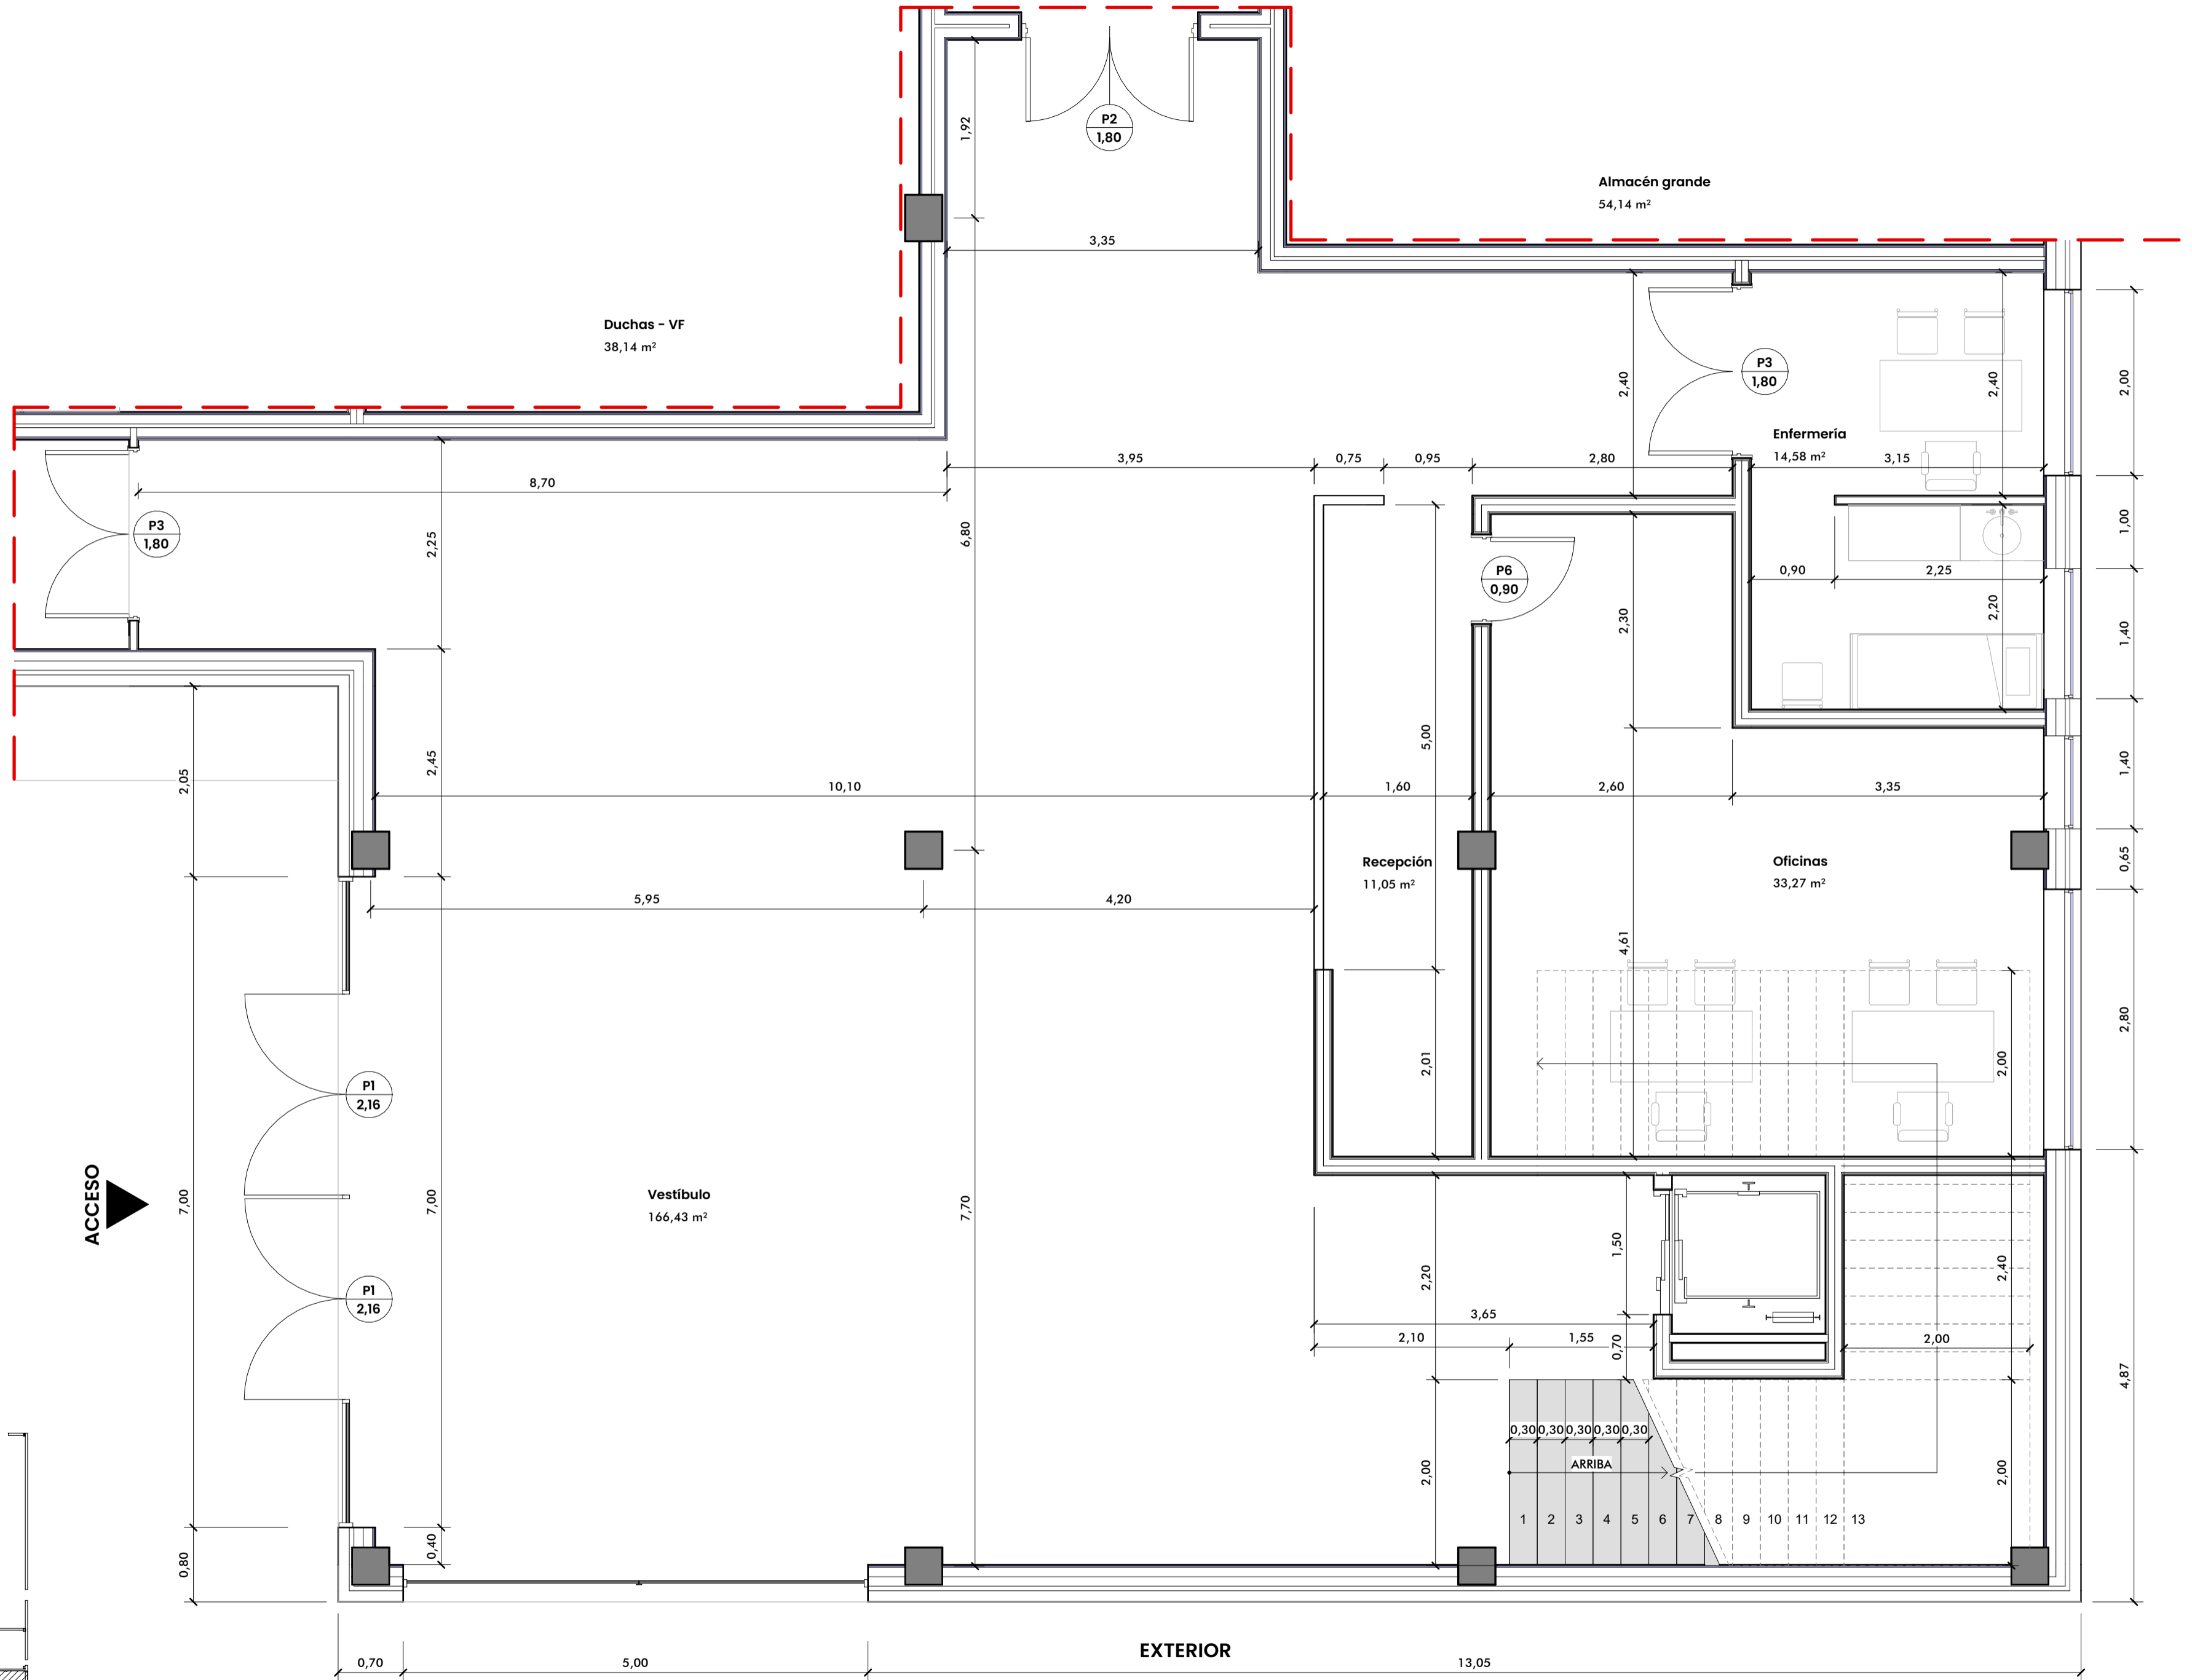 P2
1,80
1,92
Almacén grande
54,14 m²
3,35
Duchas - VF
38,14 m²
P3
1,80
2,40
2,40
2,00
Enfermería
14,58 m²
3,95
0,75
0,95
2,80
3,15
8,70
P3
1,80
2,25
6,80
1,00
P6
0,90
0,90
2,25
2,30
2,20
1,40
2,05
2,45
5,00
1,40
10,10
1,60
2,60
3,35
Recepción
11,05 m²
Oficinas
33,27 m²
0,65
5,95
4,20
4,61
2,80
2,01
2,00
P1
2,16
ACCESO
7,00
7,00
Vestíbulo
166,43 m²
7,70
1,50
2,20
2,40
P1
2,16
3,65
2,10
1,55
0,70
2,00
4,87
0,30 0,30 0,30 0,30 0,30
ARRIBA
2,00
2,00
1 2 3 4 5 6 7 8 9 10 11 12 13
0,80
0,40
EXTERIOR
0,70
5,00
13,05